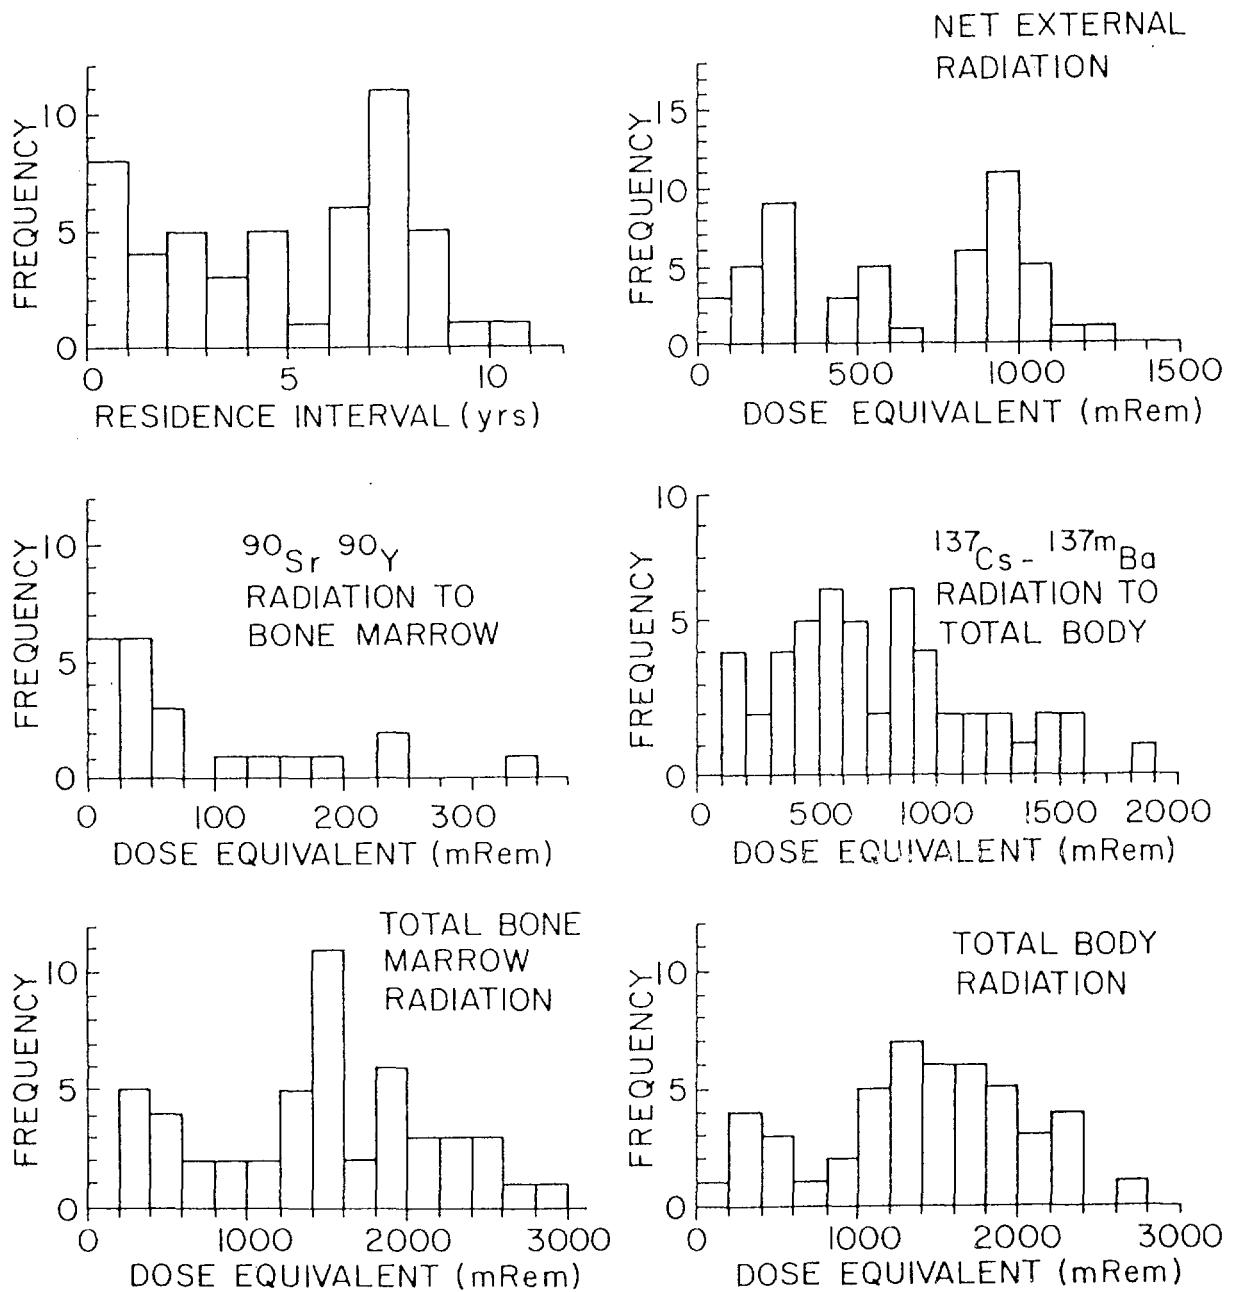 FREQUENCY
10
5
0
0 5 10
RESIDENCE INTERVAL (yrs)
NET EXTERNAL
RADIATION
FREQUENCY
15
10
5
0
0 500 1000 1500
DOSE EQUIVALENT (mRem)
90Sr 90Y
RADIATION TO
BONE MARROW
FREQUENCY
10
5
0
0 100 200 300
DOSE EQUIVALENT (mRem)
137Cs - 137mBa
RADIATION TO
TOTAL BODY
FREQUENCY
10
5
0
0 500 1000 1500 2000
DOSE EQUIVALENT (mRem)
TOTAL BONE
MARROW
RADIATION
FREQUENCY
10
5
0
0 1000 2000 3000
DOSE EQUIVALENT (mRem)
TOTAL BODY
RADIATION
FREQUENCY
10
5
0
0 1000 2000 3000
DOSE EQUIVALENT (mRem)